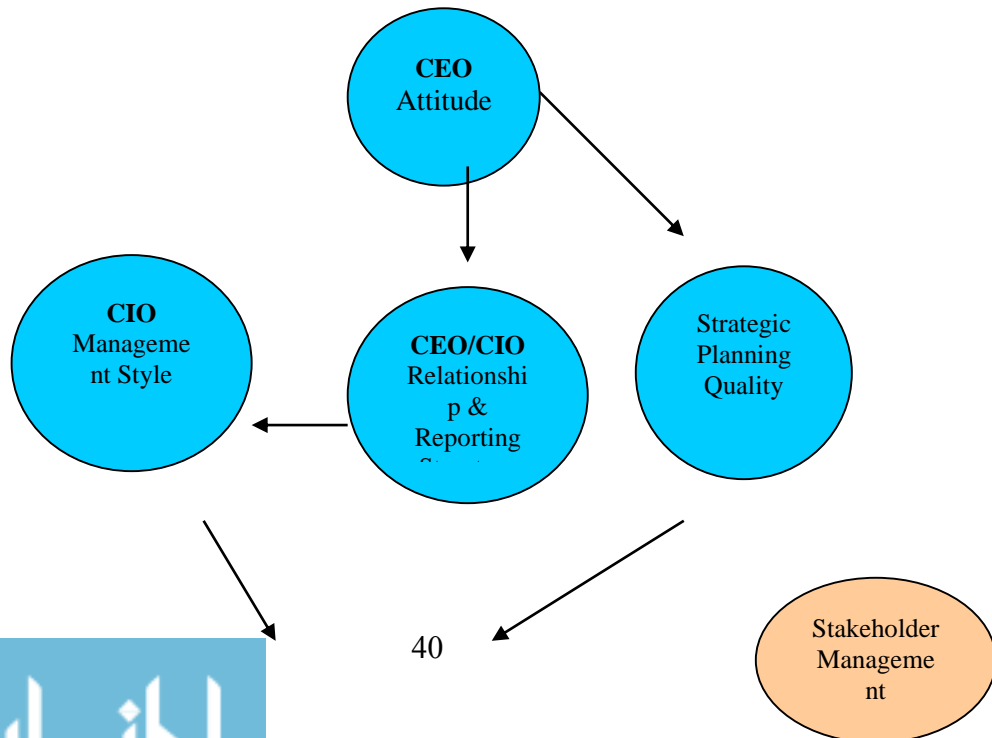 CEO
Attitude
CIO
Manageme
nt Style
CEO/CIO
Relationshi
p &
Reporting
Strategic
Planning
Quality
40
Stakeholder
Manageme
nt